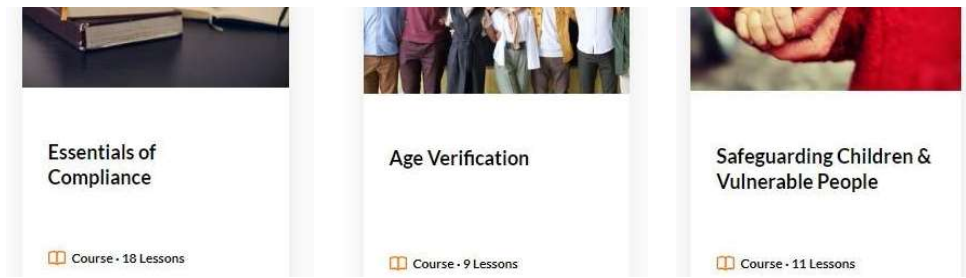 Essentials of
Compliance
Course · 18 Lessons
Age Verification
Course · 9 Lessons
Safeguarding Children &
Vulnerable People
Course · 11 Lessons